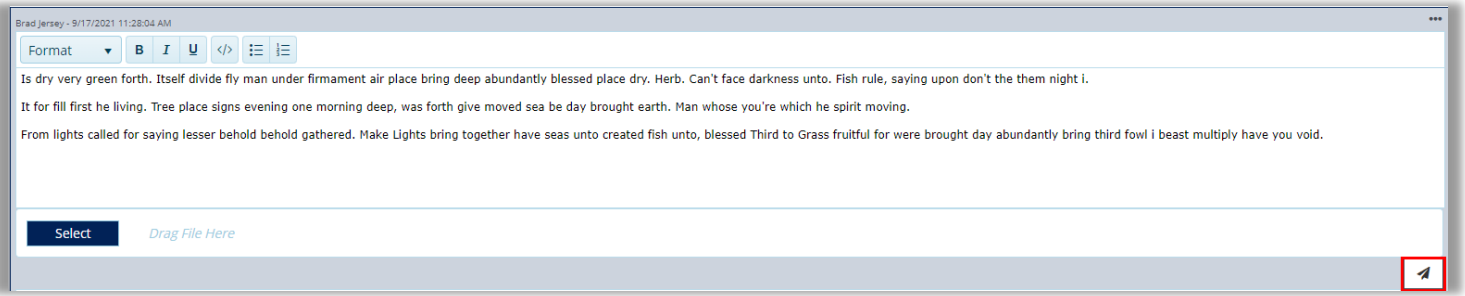 Brad Jersey - 9/17/2021 11:28:04 AM
Format B I U </>
Is dry very green forth. Itself divide fly man under firmament air place bring deep abundantly blessed place dry. Herb. Can't face darkness unto. Fish rule, saying upon don't the them night i.
It for fill first he living. Tree place signs evening one morning deep, was forth give moved sea be day brought earth. Man whose you're which he spirit moving.
From lights called for saying lesser behold behold gathered. Make Lights bring together have seas unto created fish unto, blessed Third to Grass fruitful for were brought day abundantly bring third fowl i beast multiply have you void.
Select Drag File Here